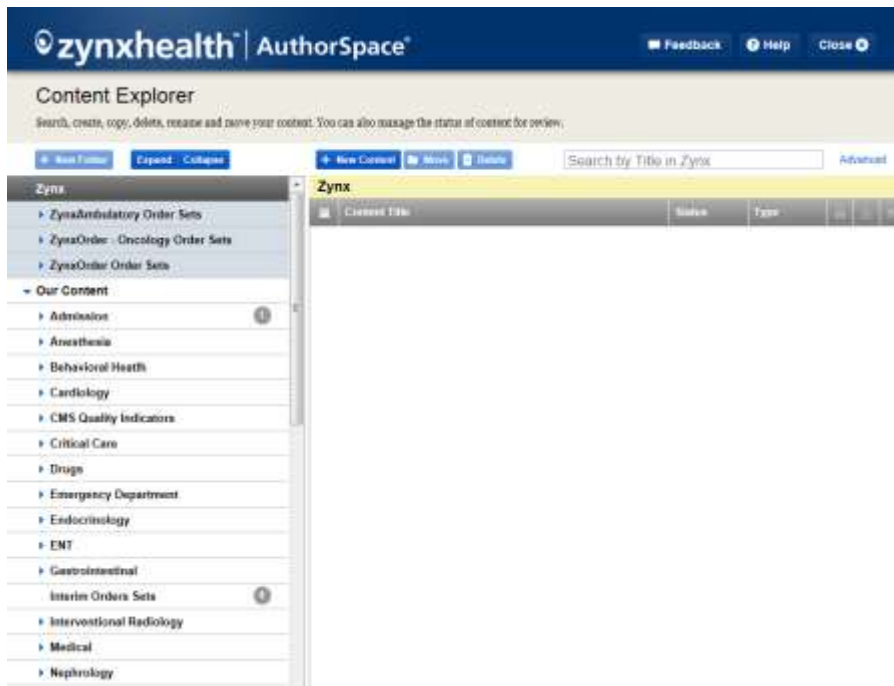 zynxhealth™ | AuthorSpace®
Feedback Help Close
Content Explorer
Search, create, copy, delete, rename and move your content. You can also manage the status of content for review.
+ New Folder Expand Collapse + New Content Move Delete Search by Title in Zynx Advanced
Zynx
Zynx
Content Title Status Type
ZynxAmbulatory Order Sets
ZynxOrder - Oncology Order Sets
ZynxOrder Order Sets
Our Content
Admission
Anesthesia
Behavioral Health
Cardiology
CMS Quality Indicators
Critical Care
Drugs
Emergency Department
Endocrinology
ENT
Gastrointestinal
Interim Orders Sets
Interventional Radiology
Medical
Nephrology